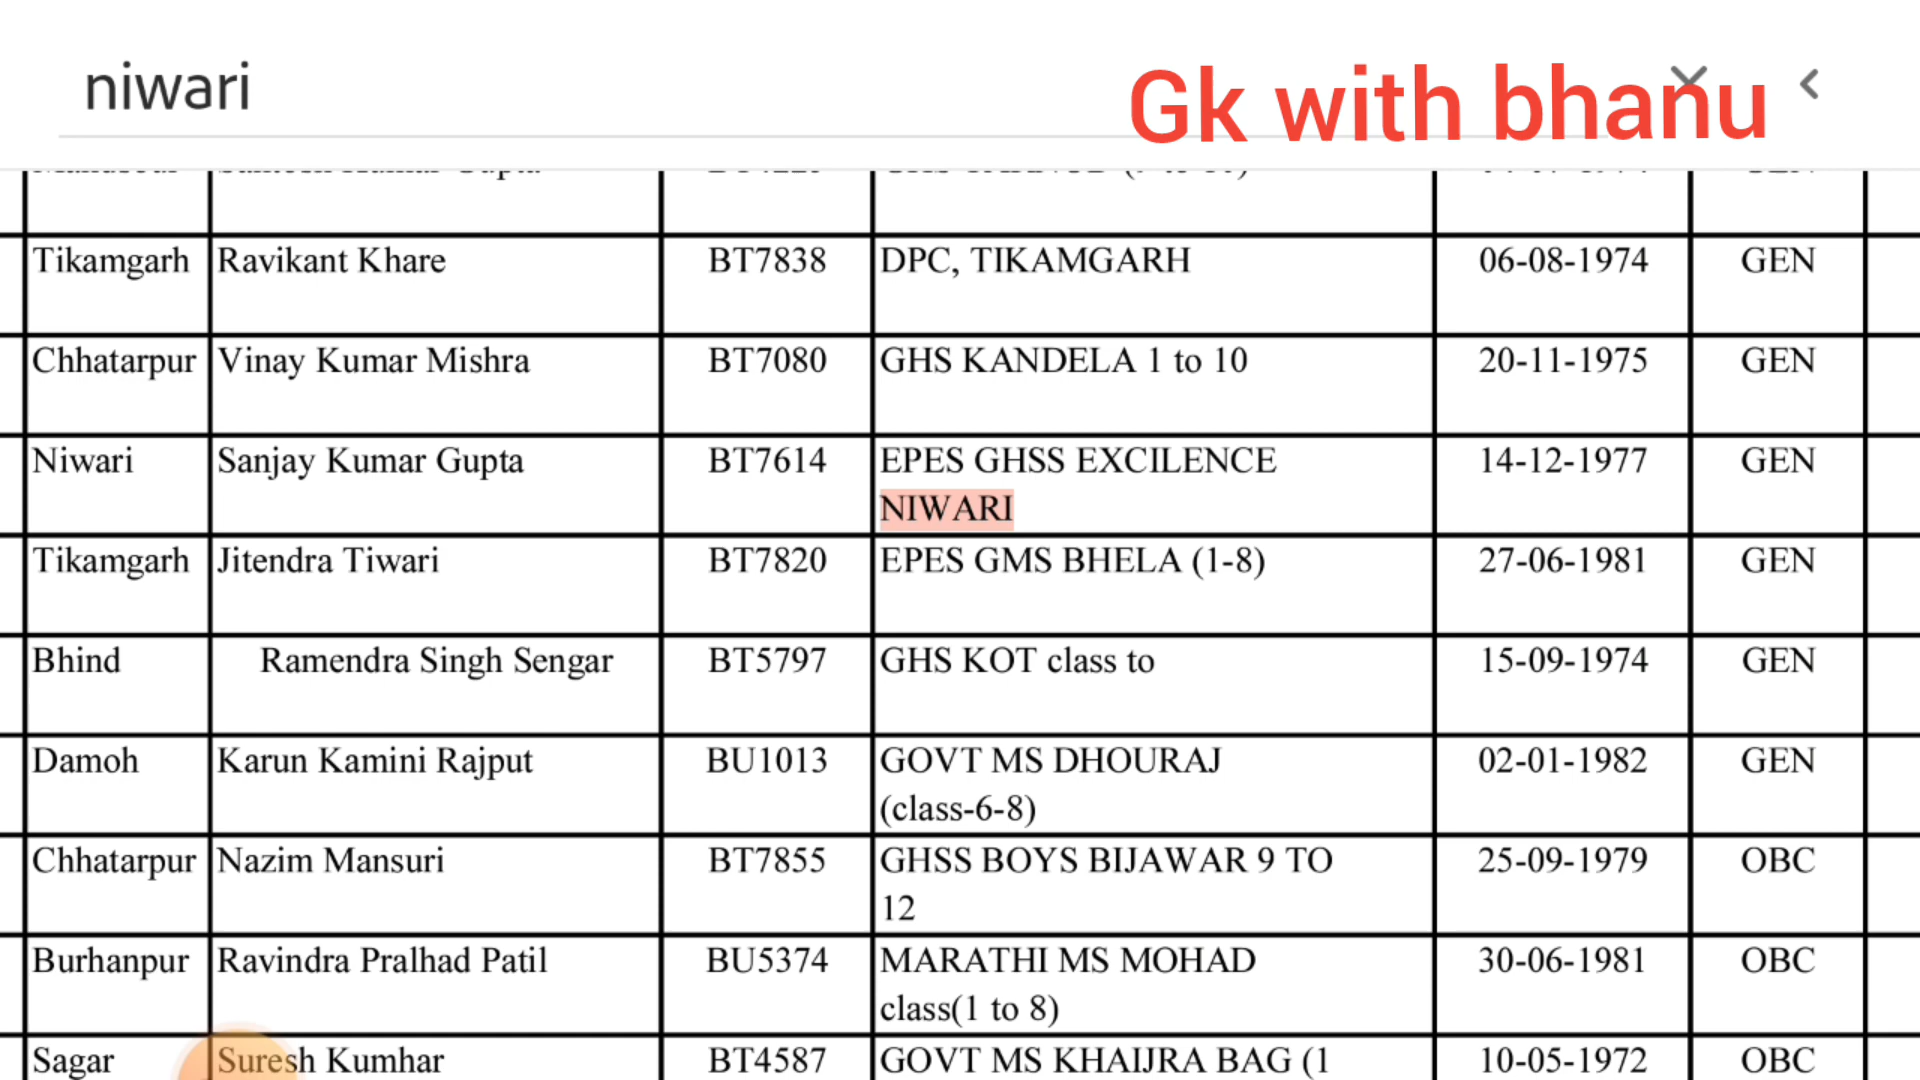 niwari
Gk with bhanu
Tikamgarh Ravikant Khare BT7838 DPC, TIKAMGARH 06-08-1974 GEN
Chhatarpur Vinay Kumar Mishra BT7080 GHS KANDELA 1 to 10 20-11-1975 GEN
Niwari Sanjay Kumar Gupta BT7614 EPES GHSS EXCILENCE 14-12-1977 GEN
NIWARI
Tikamgarh Jitendra Tiwari BT7820 EPES GMS BHELA (1-8) 27-06-1981 GEN
Bhind Ramendra Singh Sengar BT5797 GHS KOT class to 15-09-1974 GEN
Damoh Karun Kamini Rajput BU1013 GOVT MS DHOURAJ 02-01-1982 GEN
(class-6-8)
Chhatarpur Nazim Mansuri BT7855 GHSS BOYS BIJAWAR 9 TO 25-09-1979 OBC
12
Burhanpur Ravindra Pralhad Patil BU5374 MARATHI MS MOHAD 30-06-1981 OBC
class(1 to 8)
Sagar Suresh Kumhar BT4587 GOVT MS KHAIJRA BAG (1 10-05-1972 OBC